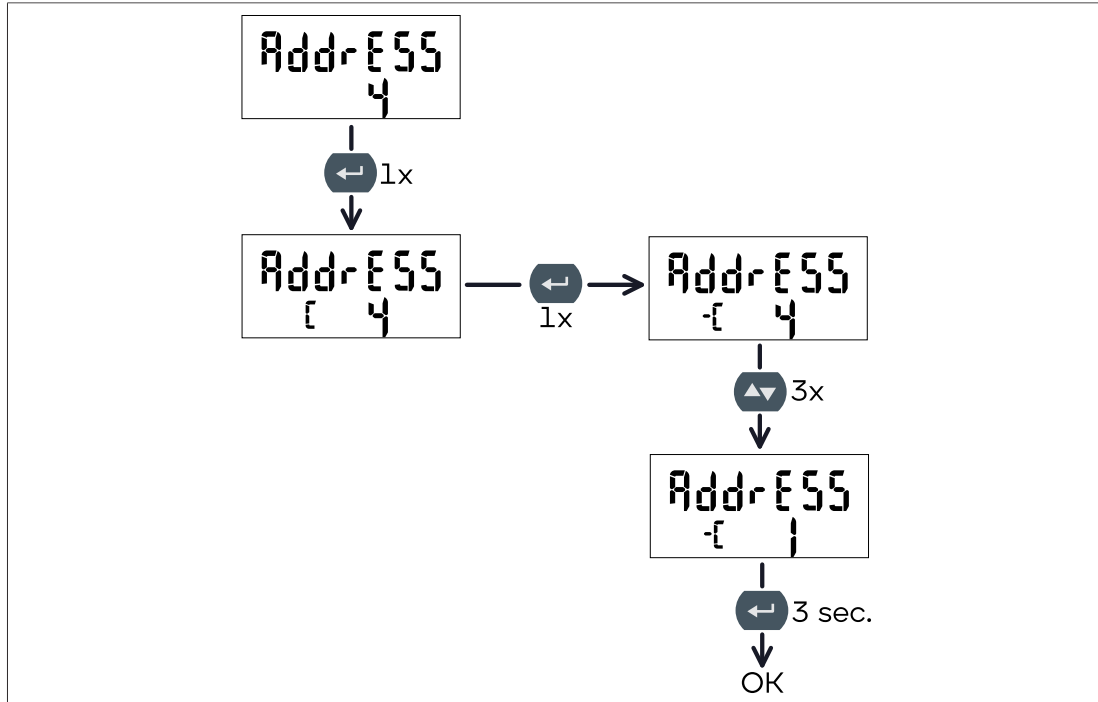 AddrESS
4
1x
AddrESS
[ 4
1x
AddrESS
-[ 4
3x
AddrESS
-[ 1
3 sec.
OK